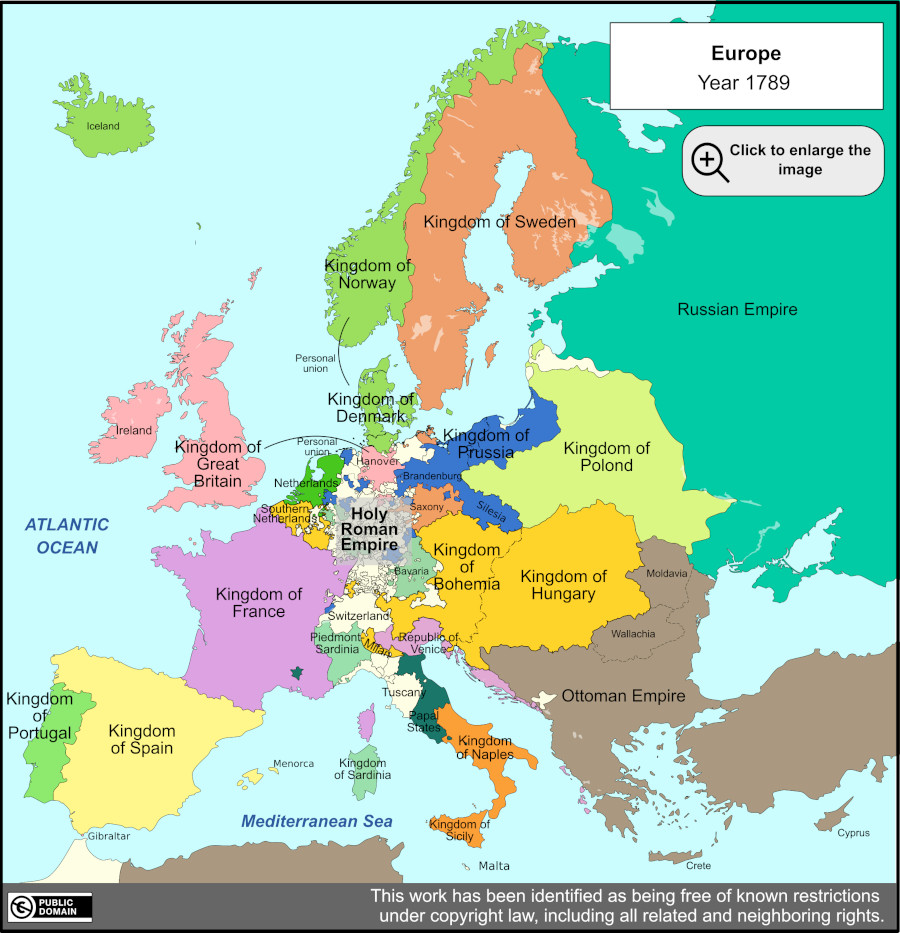 Europe
Year 1789
Click to enlarge the
image
Iceland
Kingdom of Sweden
Kingdom of
Norway
Russian Empire
Personal
union
Kingdom of
Denmark
Ireland
Kingdom of
Great
Britain
Personal
union
Hanover
Kingdom of
Prussia
Kingdom of
Polond
Netherlands
Brandenburg
Southern
Netherlands
Saxony
Silesia
Holy
Roman
Empire
ATLANTIC
OCEAN
Kingdom
of
Bohemia
Bavaria
Kingdom of
Hungary
Moldavia
Kingdom of
France
Switzerland
Wallachia
Piedmont-
Sardinia
Milan
Republic of
Venice
Tuscany
Ottoman Empire
Kingdom
of
Portugal
Kingdom
of Spain
Papal
States
Kingdom
of Naples
Menorca
Kingdom
of Sardinia
Mediterranean Sea
Kingdom of
Sicily
Gibraltar
Cyprus
Malta
Crete
PUBLIC
DOMAIN
This work has been identified as being free of known restrictions
under copyright law, including all related and neighboring rights.